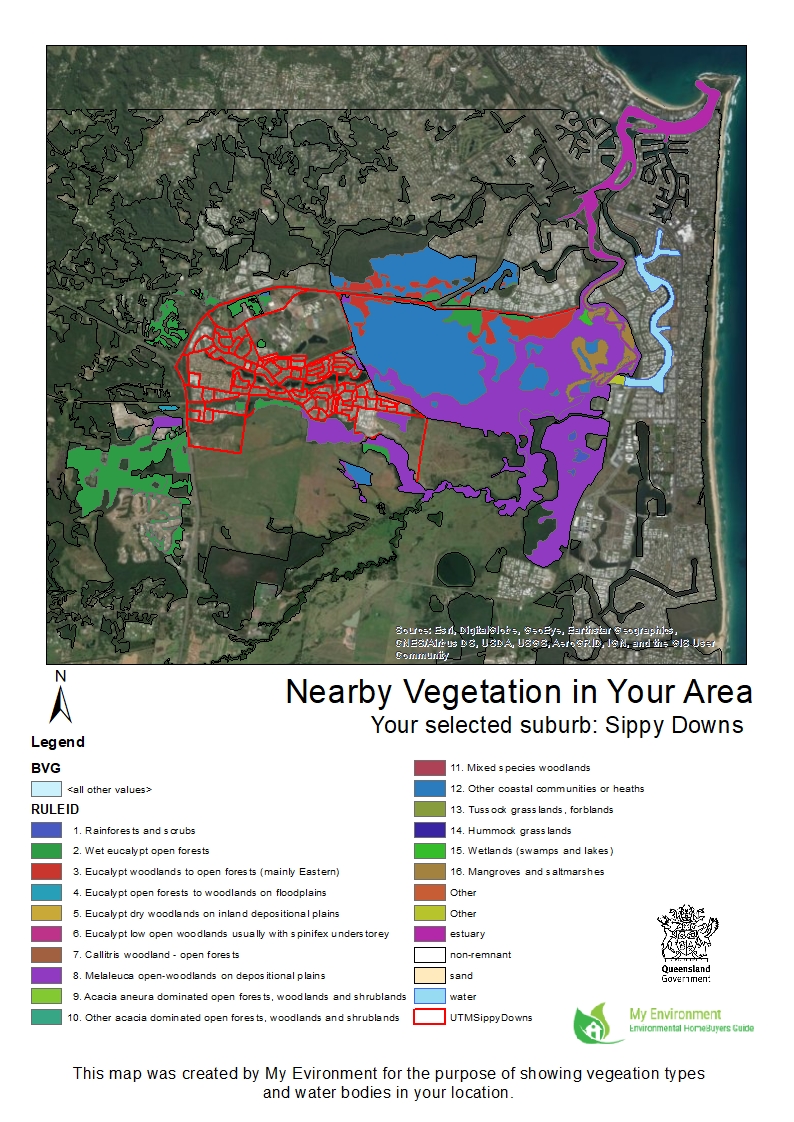 Source: Esri, DigitalGlobe, GeoEye, Earthstar Geographics,
CNES/Airbus DS, USDA, USGS, AeroGRID, IGN, and the GIS User
Community
N
Nearby Vegetation in Your Area
Your selected suburb: Sippy Downs
Legend
BVG
<all other values>
RULEID
1. Rainforests and scrubs
2. Wet eucalypt open forests
3. Eucalypt woodlands to open forests (mainly Eastern)
4. Eucalypt open forests to woodlands on floodplains
5. Eucalypt dry woodlands on inland depositional plains
6. Eucalypt low open woodlands usually with spinifex understorey
7. Callitris woodland - open forests
8. Melaleuca open-woodlands on depositional plains
9. Acacia aneura dominated open forests, woodlands and shrublands
10. Other acacia dominated open forests, woodlands and shrublands
11. Mixed species woodlands
12. Other coastal communities or heaths
13. Tussock grasslands, forblands
14. Hummock grasslands
15. Wetlands (swamps and lakes)
16. Mangroves and saltmarshes
Other
Other
estuary
non-remnant
sand
water
UTMSippyDowns
Queensland
Government
My Environment
Environmental HomeBuyers Guide
This map was created by My Evironment for the purpose of showing vegeation types
and water bodies in your location.